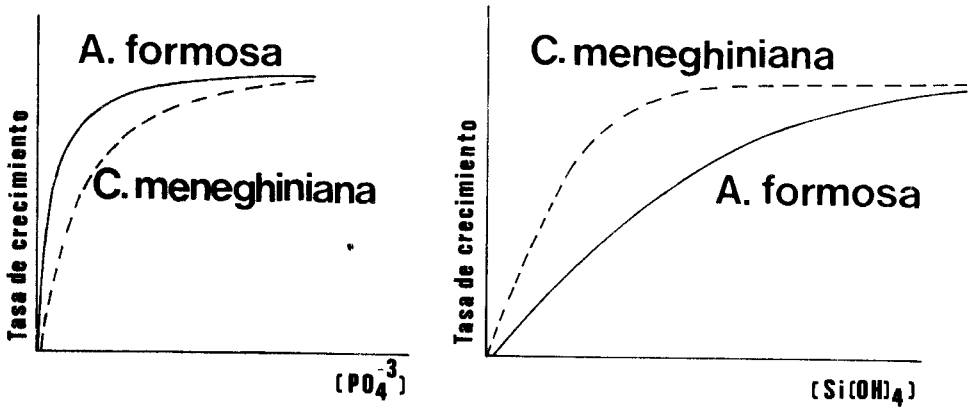 A. formosa
C. meneghiniana
Tasa de crecimiento
[PO₄⁻³]
C. meneghiniana
A. formosa
Tasa de crecimiento
[Si(OH)₄]